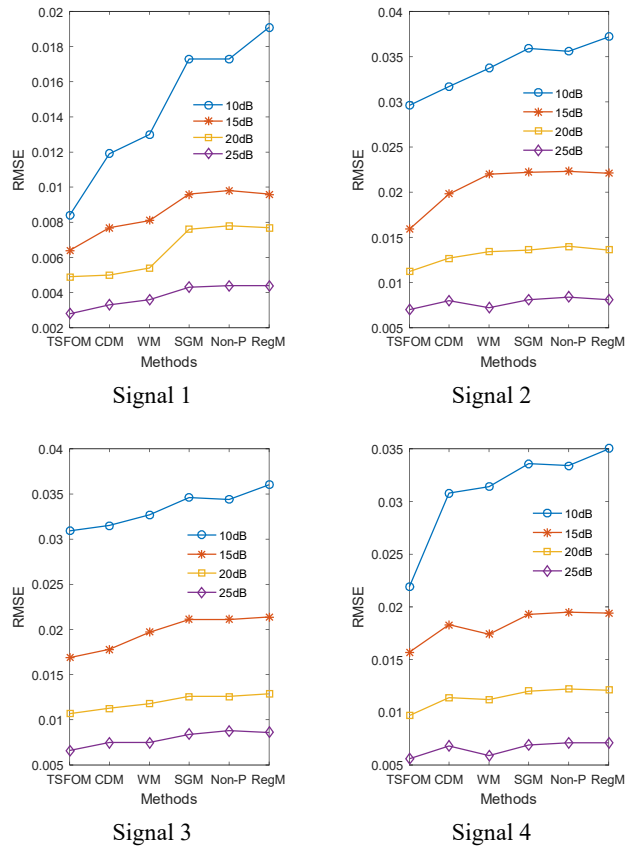 0.02
0.018
0.016
0.014
0.012
0.01
0.008
0.006
0.004
0.002
RMSE
10dB
15dB
20dB
25dB
TSFOM CDM WM SGM Non-P RegM
Methods
Signal 1
0.04
0.035
0.03
0.025
0.02
0.015
0.01
0.005
RMSE
10dB
15dB
20dB
25dB
TSFOM CDM WM SGM Non-P RegM
Methods
Signal 2
0.04
0.035
0.03
0.025
0.02
0.015
0.01
0.005
RMSE
10dB
15dB
20dB
25dB
TSFOM CDM WM SGM Non-P RegM
Methods
Signal 3
0.035
0.03
0.025
0.02
0.015
0.01
0.005
RMSE
10dB
15dB
20dB
25dB
TSFOM CDM WM SGM Non-P RegM
Methods
Signal 4